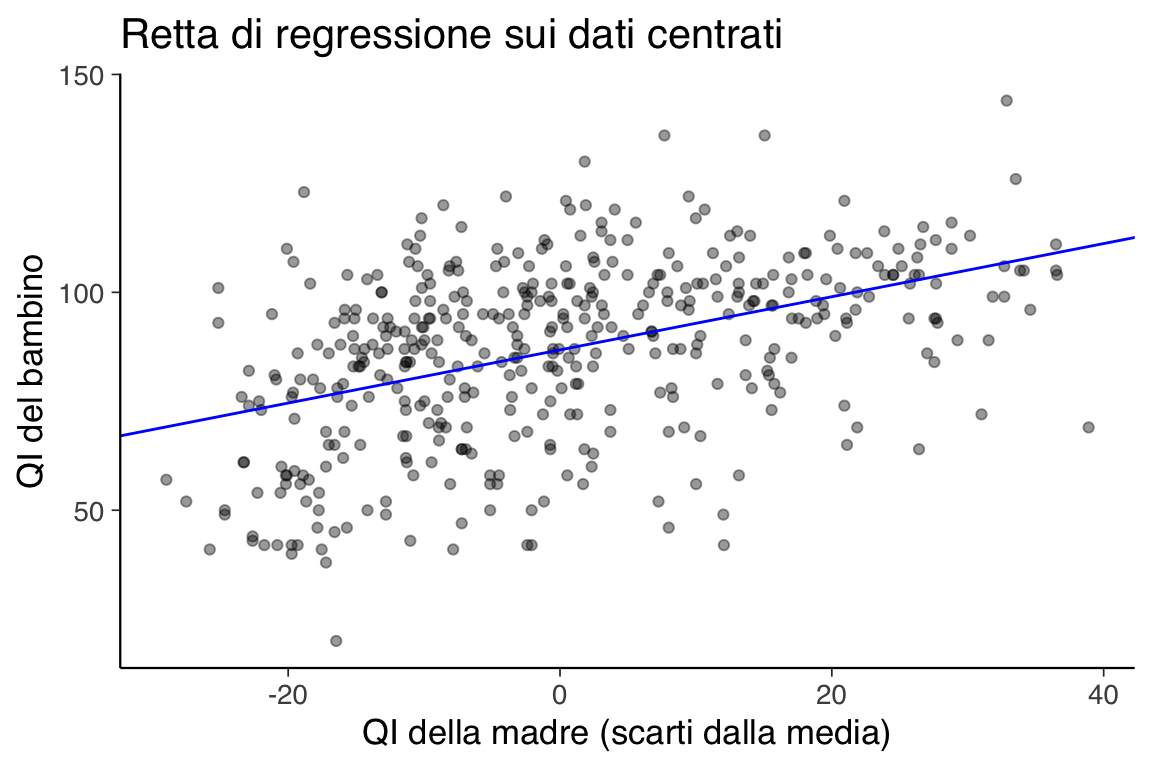 Retta di regressione sui dati centrati
150
100
50
QI del bambino
-20
0
20
40
QI della madre (scarti dalla media)